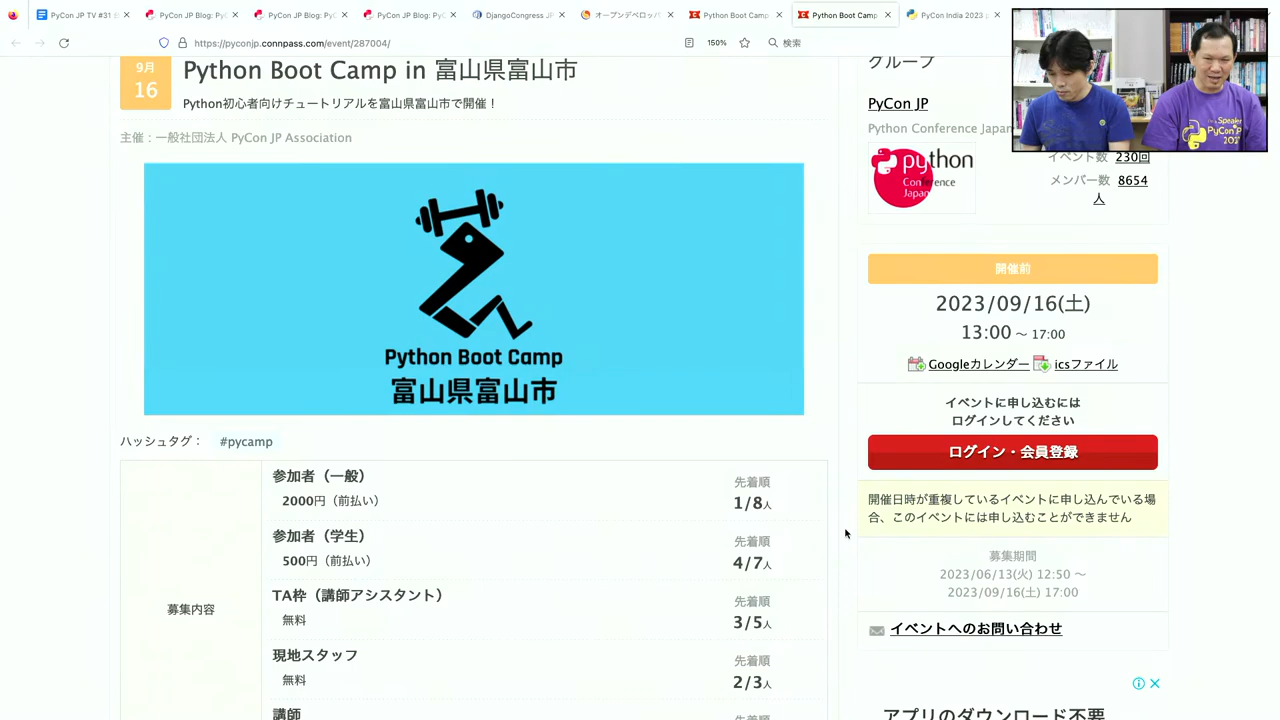 PyCon JP TV #31
PyCon JP Blog: Py
PyCon JP Blog: Py
PyCon JP Blog: Py
DjangoCongress JP
オープンデベロッパ
Python Boot Camp
Python Boot Camp
PyCon India 2023
https://pyconjp.connpass.com/event/287004/
150%
検索
9月
16
Python Boot Camp in 富山県富山市
Python初心者向けチュートリアルを富山県富山市で開催！
主催：一般社団法人 PyCon JP Association
Python Boot Camp
富山県富山市
ハッシュタグ： #pycamp
募集内容
参加者（一般）
2000円（前払い）
先着順
1/8人
参加者（学生）
500円（前払い）
先着順
4/7人
TA枠（講師アシスタント）
無料
先着順
3/5人
現地スタッフ
無料
先着順
2/3人
講師
先着順
グループ
PyCon JP
Python Conference Japan
python
Conference
Japan
イベント数 230回
メンバー数 8654
人
開催前
2023/09/16(土)
13:00 〜 17:00
Googleカレンダー icsファイル
イベントに申し込むには
ログインしてください
ログイン・会員登録
開催日時が重複しているイベントに申し込んでいる場
合、このイベントには申し込むことができません
募集期間
2023/06/13(火) 12:50 〜
2023/09/16(土) 17:00
イベントへのお問い合わせ
アプリのダウンロード不要
I'm a Speaker
PyCon JP